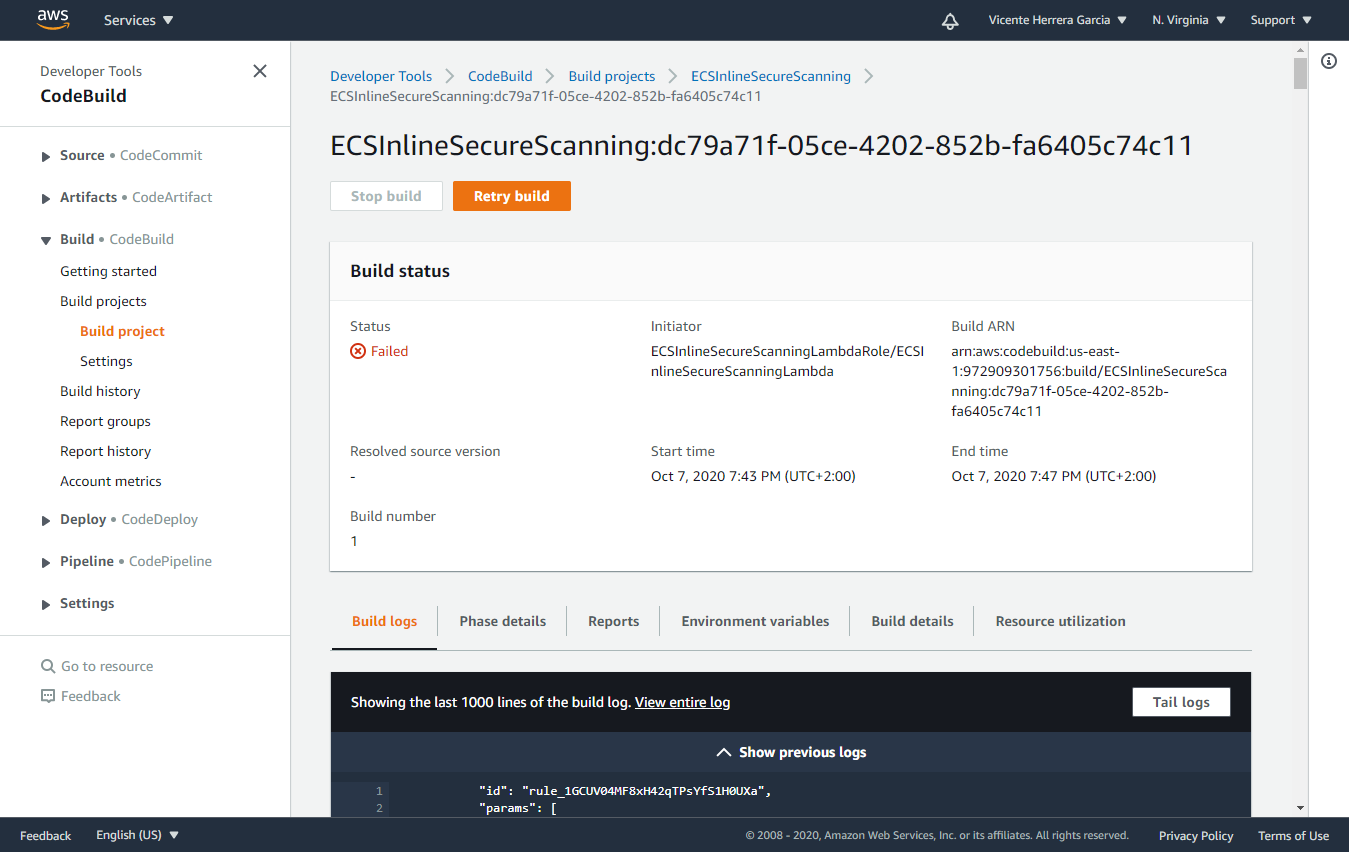 aws Services Vicente Herrera Garcia N. Virginia Support
Developer Tools
CodeBuild
Source • CodeCommit
Artifacts • CodeArtifact
Build • CodeBuild
Getting started
Build projects
Build project
Settings
Build history
Report groups
Report history
Account metrics
Deploy • CodeDeploy
Pipeline • CodePipeline
Settings
Go to resource
Feedback
Developer Tools CodeBuild Build projects ECSInlineSecureScanning
ECSInlineSecureScanning:dc79a71f-05ce-4202-852b-fa6405c74c11
ECSInlineSecureScanning:dc79a71f-05ce-4202-852b-fa6405c74c11
Stop build Retry build
Build status
Status
Failed
Initiator
ECSInlineSecureScanningLambdaRole/ECSI
nlineSecureScanningLambda
Build ARN
arn:aws:codebuild:us-east-
1:972909301756:build/ECSInlineSecureSca
nning:dc79a71f-05ce-4202-852b-
fa6405c74c11
Resolved source version
-
Start time
Oct 7, 2020 7:43 PM (UTC+2:00)
End time
Oct 7, 2020 7:47 PM (UTC+2:00)
Build number
1
Build logs Phase details Reports Environment variables Build details Resource utilization
Showing the last 1000 lines of the build log. View entire log Tail logs
Show previous logs
1 "id": "rule_1GCUV04MF8xH42qTPsYfS1H0UXa",
2 "params": [
Feedback English (US) © 2008 - 2020, Amazon Web Services, Inc. or its affiliates. All rights reserved. Privacy Policy Terms of Use